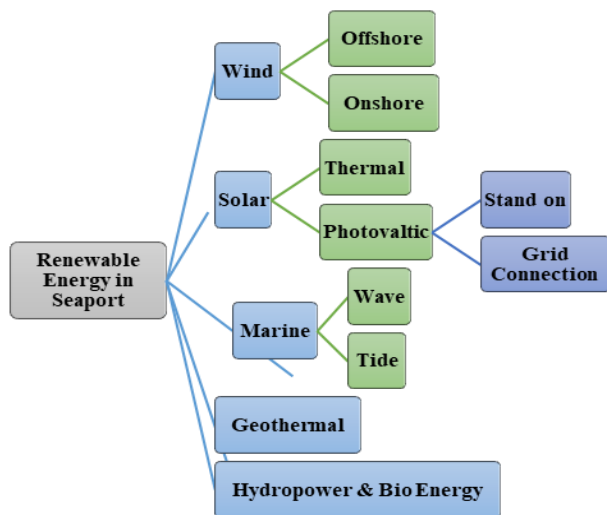 Renewable
Energy in
Seaport
Wind
Offshore
Onshore
Solar
Thermal
Photovaltic
Stand on
Grid
Connection
Marine
Wave
Tide
Geothermal
Hydropower & Bio Energy